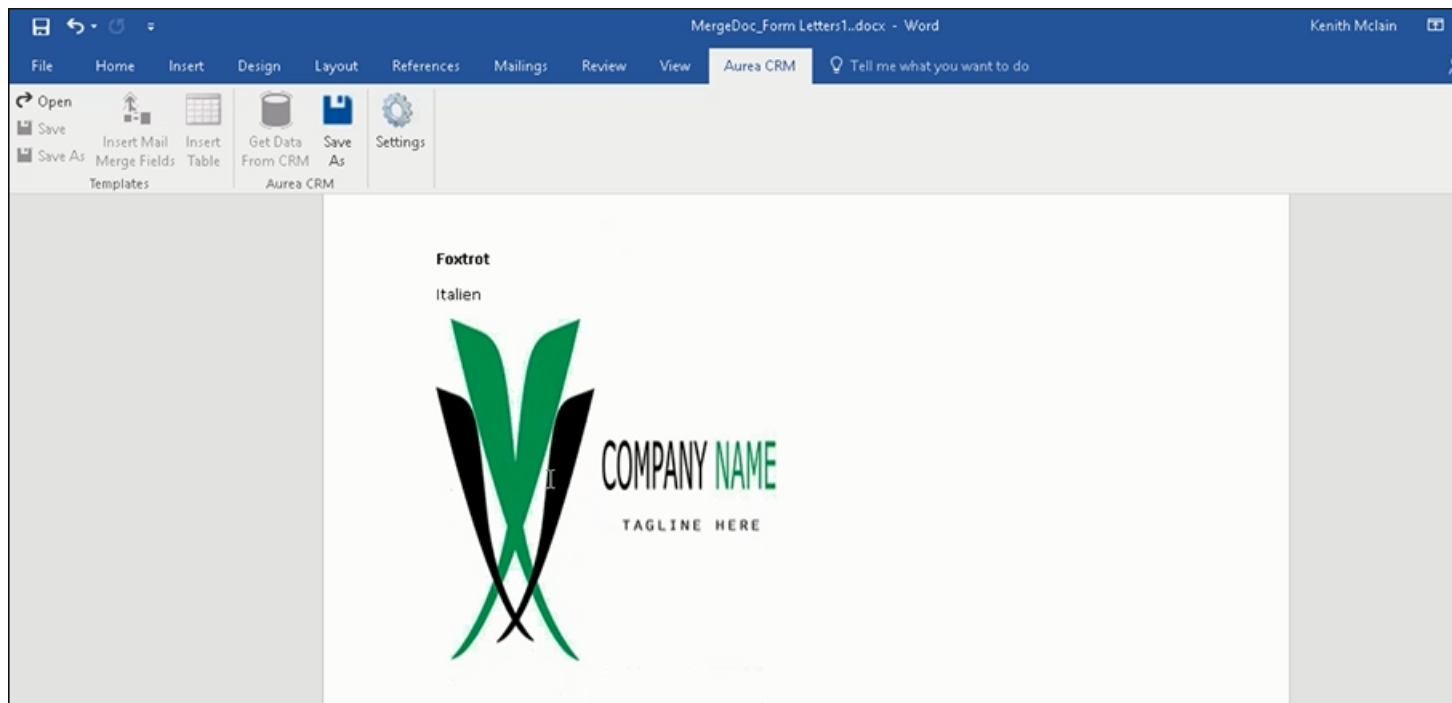 MergeDoc_Form Letters1..docx - Word
Kenith Mclain
File Home Insert Design Layout References Mailings Review View Aurea CRM Tell me what you want to do
Open
Save
Save As
Insert Mail
Merge Fields
Insert
Table
Templates
Get Data
From CRM
Save
As
Aurea CRM
Settings
Foxtrot
Italien
COMPANY NAME
TAGLINE HERE